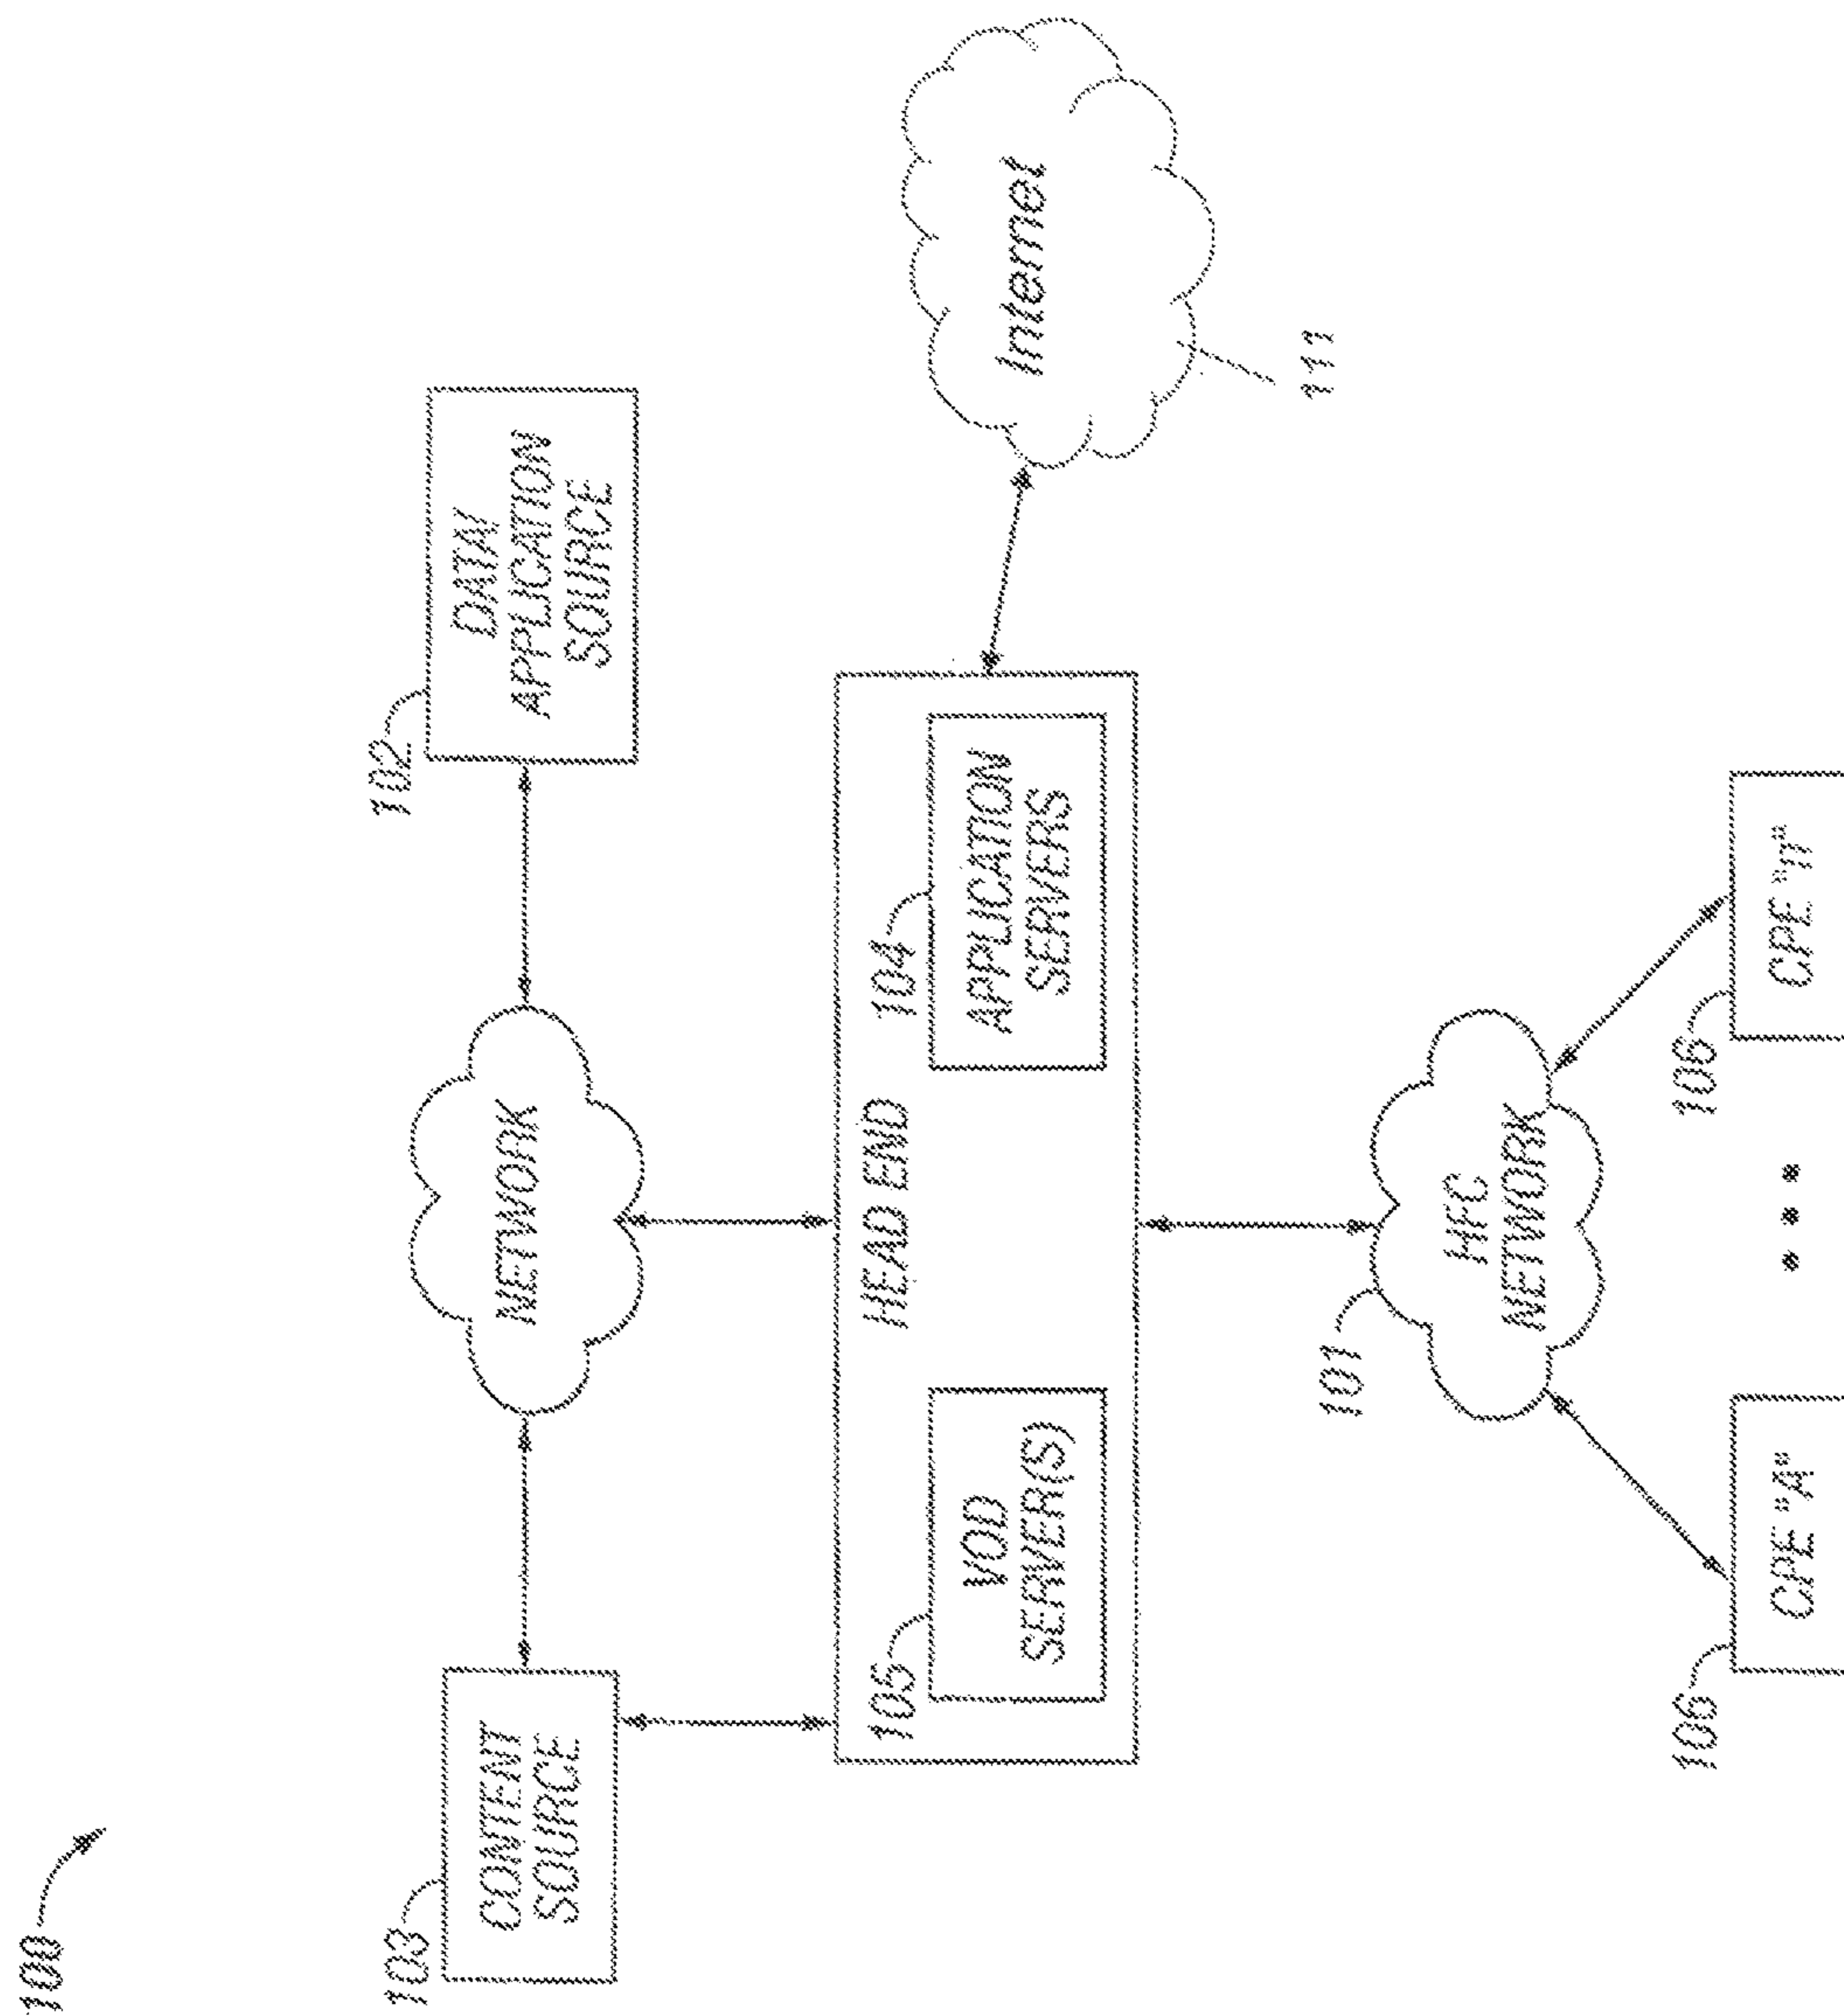 100
103
CONTENT
SOURCE
NETWORK
102
DATA/
APPLICATION
SOURCE
HEAD END
105
VOD
SERVER(S)
104
APPLICATION
SERVERS
Internet
111
101
HFC
NETWORK
106
CPE "A"
106
CPE "n"